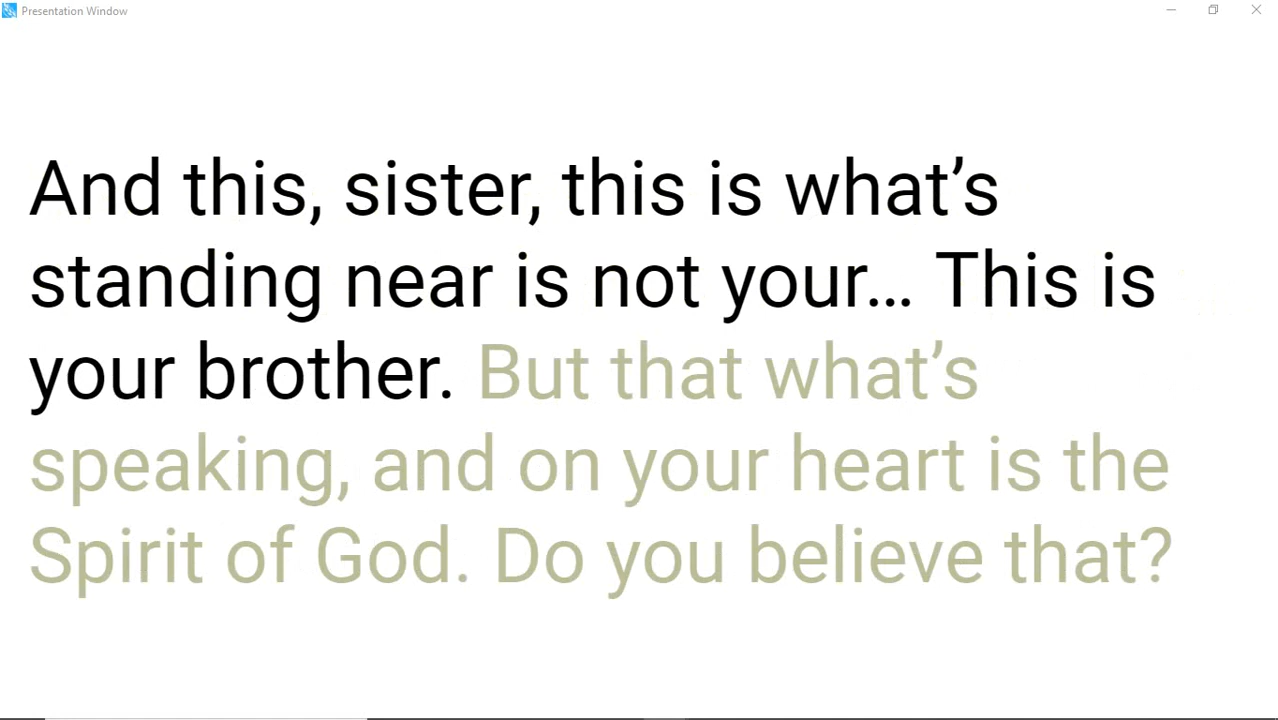 Presentation Window
And this, sister, this is what’s
standing near is not your… This is
your brother. But that what’s
speaking, and on your heart is the
Spirit of God. Do you believe that?